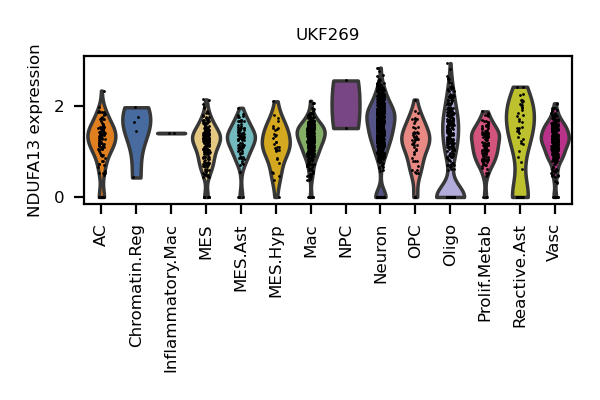 UKF269
NDUFA13 expression
2
0
AC
Chromatin.Reg
Inflammatory.Mac
MES
MES.Ast
MES.Hyp
Mac
NPC
Neuron
OPC
Oligo
Prolif.Metab
Reactive.Ast
Vasc